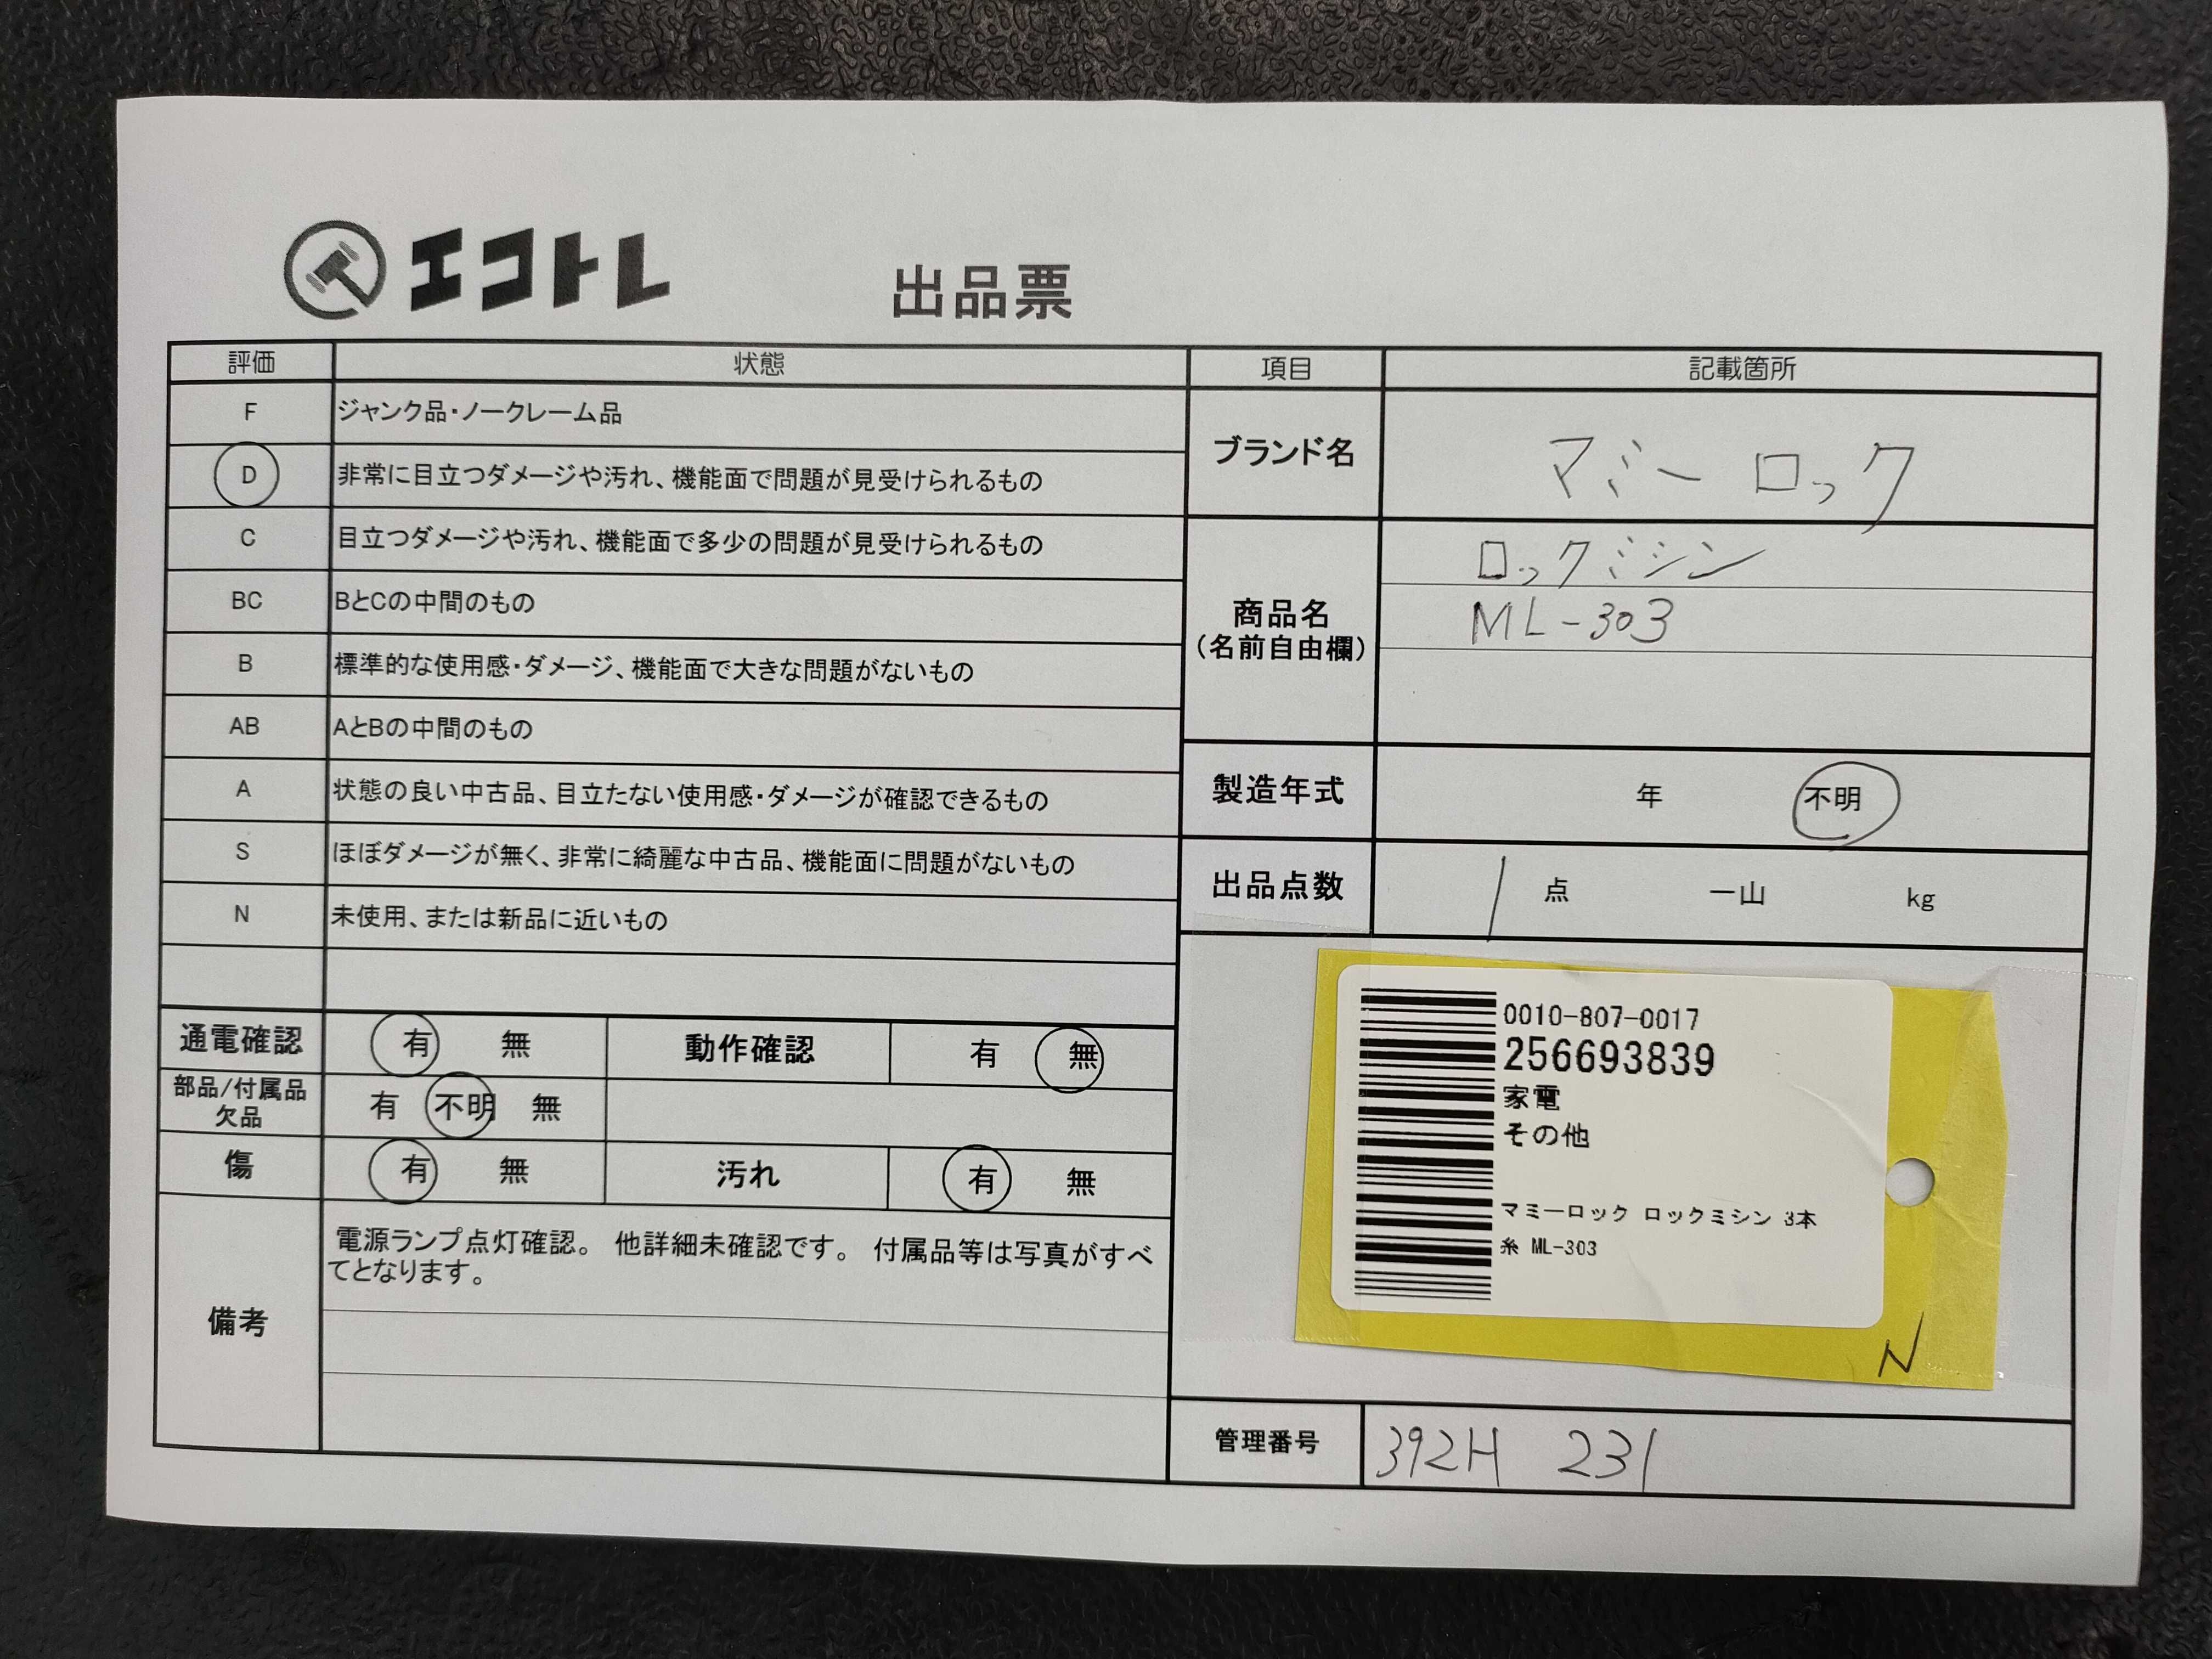 エコトレ
出品票
評価 状態
F ジャンク品・ノークレーム品
D 非常に目立つダメージや汚れ、機能面で問題が見受けられるもの
C 目立つダメージや汚れ、機能面で多少の問題が見受けられるもの
BC BとCの中間のもの
B 標準的な使用感・ダメージ、機能面で大きな問題がないもの
AB AとBの中間のもの
A 状態の良い中古品、目立たない使用感・ダメージが確認できるもの
S ほぼダメージが無く、非常に綺麗な中古品、機能面に問題がないもの
N 未使用、または新品に近いもの
通電確認 有 無 動作確認 有 無
部品/付属品
欠品 有 不明 無
傷 有 無 汚れ 有 無
備考
電源ランプ点灯確認。 他詳細未確認です。 付属品等は写真がすべ
てとなります。
項目 記載箇所
ブランド名 マミーロック
商品名
(名前自由欄)
ロックミシン
ML-303
製造年式 年 不明
出品点数 1 点 一山 kg
0010-807-0017
256693839
家電
その他
マミーロック ロックミシン 3本
糸 ML-303
N
管理番号 392H 231